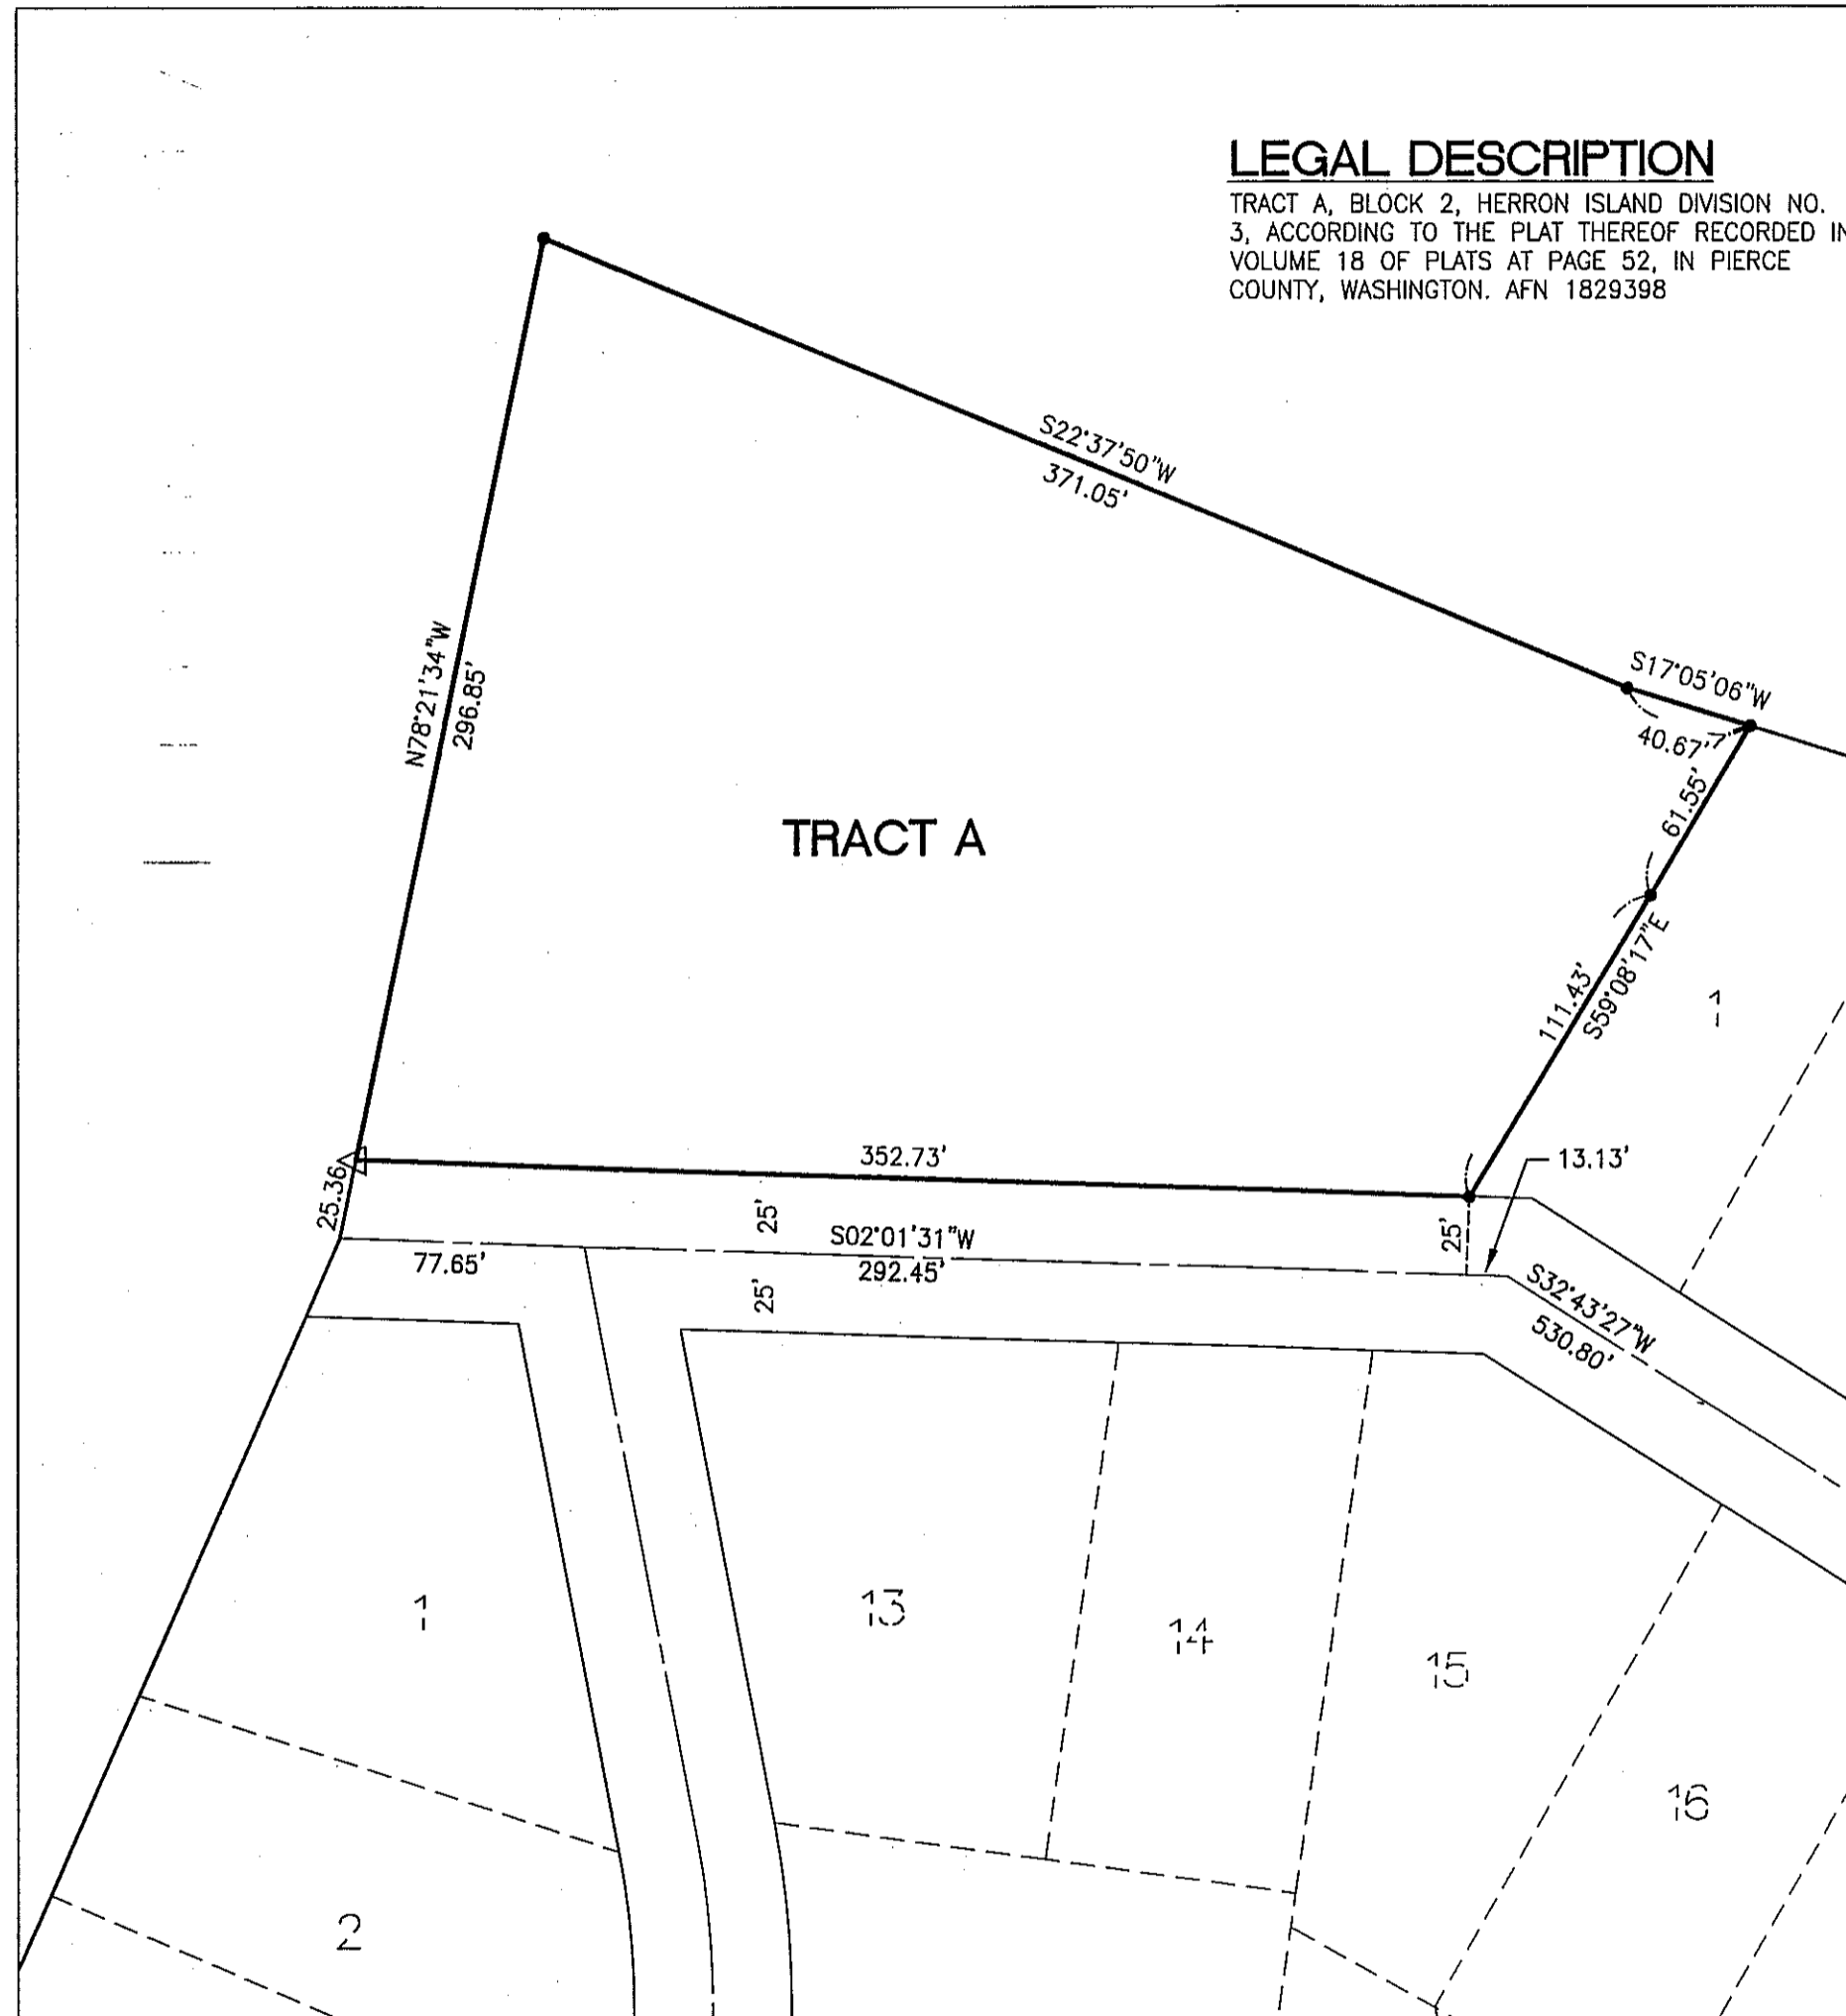 LEGAL DESCRIPTION
TRACT A, BLOCK 2, HERRON ISLAND DIVISION NO.
3, ACCORDING TO THE PLAT THEREOF RECORDED IN
VOLUME 18 OF PLATS AT PAGE 52, IN PIERCE
COUNTY, WASHINGTON. AFN 1829398
S22°37'50"W
371.05'
N78°21'34"W
296.85'
S17°05'06"W
40.67'
61.55'
TRACT A
111.43'
S59°08'17"E
1
352.73'
13.13'
25.36
25'
25'
S02°01'31"W
77.65'
292.45'
25'
S32°43'27"W
530.80'
1
13
14
15
16
2